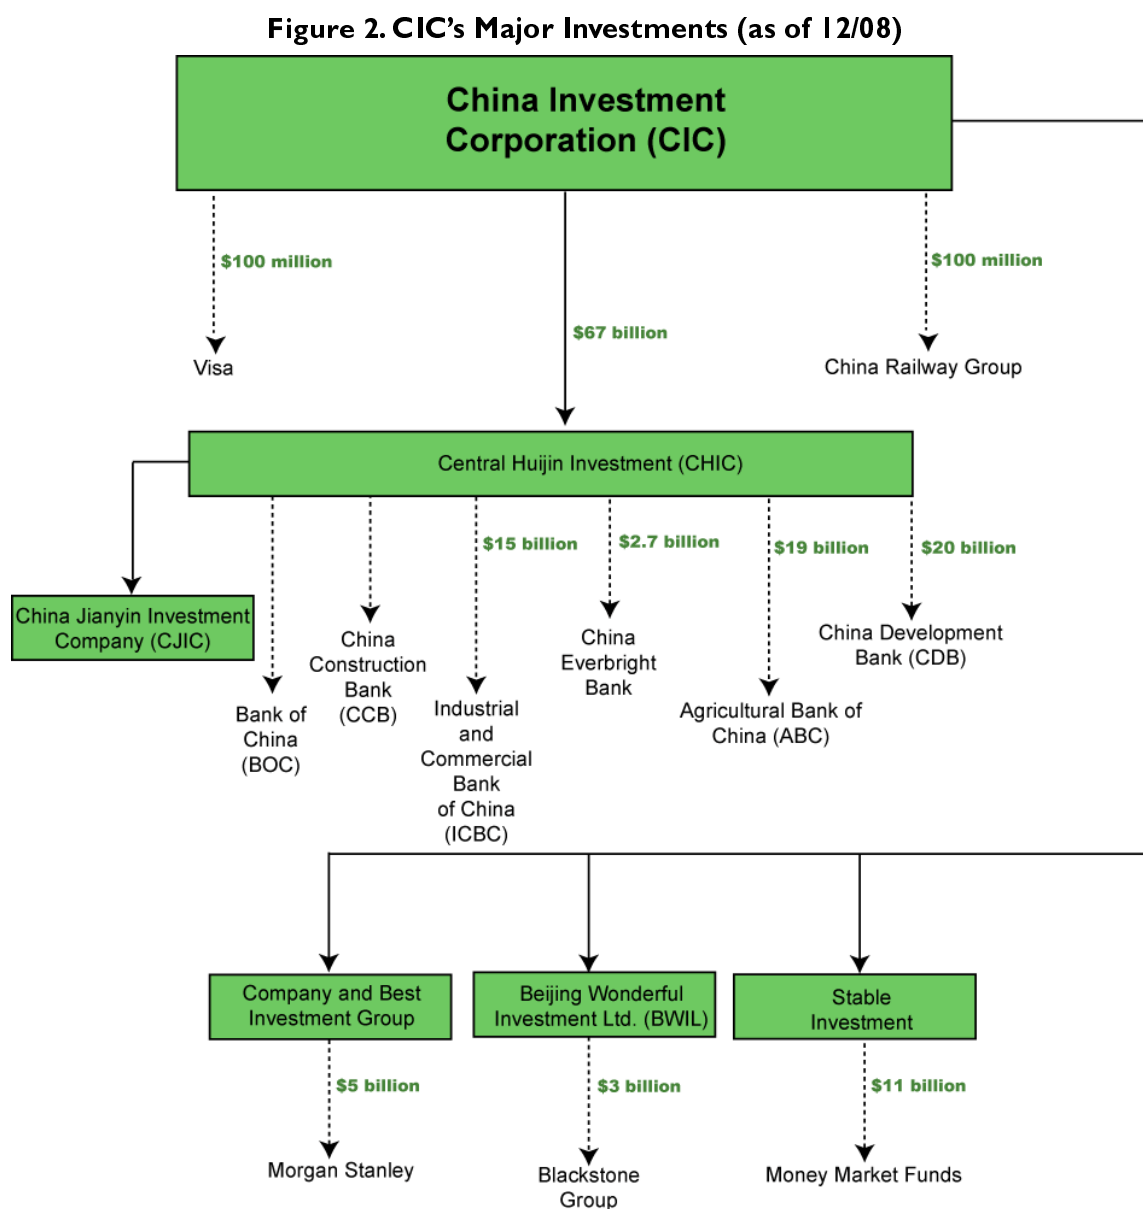 Figure 2. CIC’s Major Investments (as of 12/08)
China Investment
Corporation (CIC)
$100 million
$100 million
$67 billion
Visa
China Railway Group
Central Huijin Investment (CHIC)
$15 billion
$2.7 billion
$19 billion
$20 billion
China Jianyin Investment
Company (CJIC)
China
Construction
Bank
(CCB)
China
Everbright
Bank
China Development
Bank (CDB)
Bank of
China
(BOC)
Industrial
and
Commercial
Bank
of China
(ICBC)
Agricultural Bank of
China (ABC)
Company and Best
Investment Group
Beijing Wonderful
Investment Ltd. (BWIL)
Stable
Investment
$5 billion
$3 billion
$11 billion
Morgan Stanley
Blackstone
Group
Money Market Funds